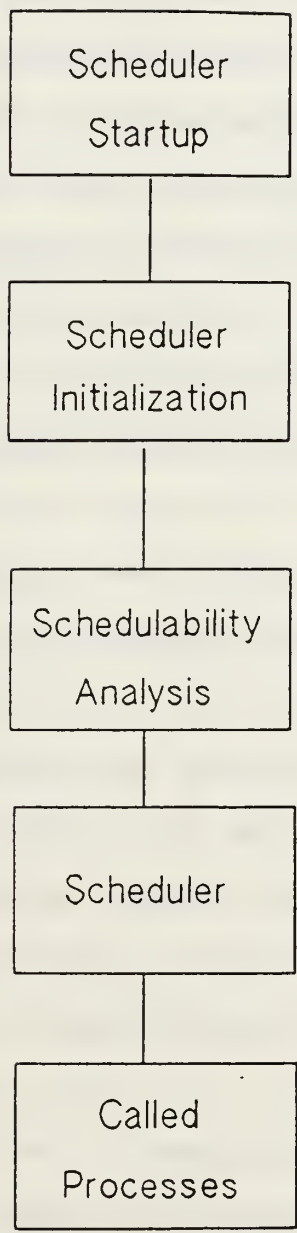 Scheduler
Startup
Scheduler
Initialization
Schedulability
Analysis
Scheduler
Called
Processes